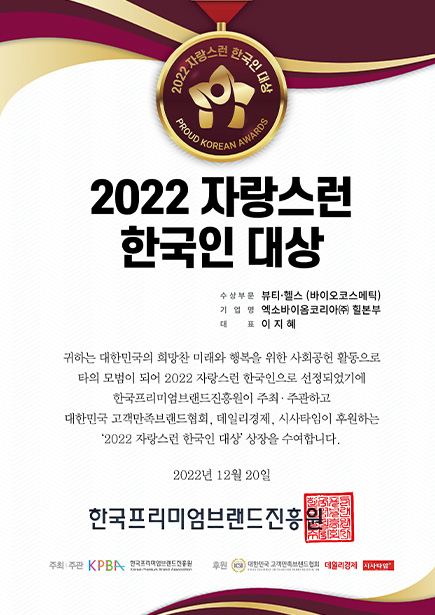 2022 자랑스런 한국인 대상
PROUD KOREAN AWARDS
2022 자랑스런
한국인 대상
수상부문 뷰티·헬스 (바이오코스메틱)
기업명 엑소바이옴코리아㈜ 힐본부
대표 이지혜
귀하는 대한민국의 희망찬 미래와 행복을 위한 사회공헌 활동으로
타의 모범이 되어 2022 자랑스런 한국인으로 선정되었기에
한국프리미엄브랜드진흥원이 주최·주관하고
대한민국 고객만족브랜드협회, 데일리경제, 시사타임이 후원하는
‘2022 자랑스런 한국인 대상’ 상장을 수여합니다.
2022년 12월 20일
한국프리미엄브랜드진흥원
주최·주관 KPBA 한국프리미엄브랜드진흥원
Korea Premium Brand Association
후원 대한민국 고객만족브랜드협회 데일리경제 시사타임